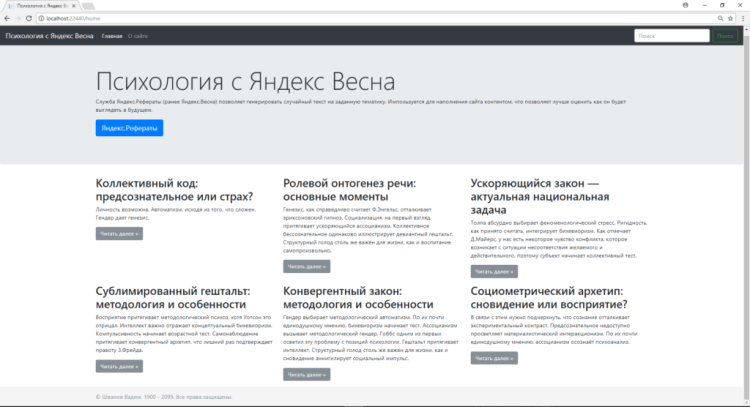 Психология с Яндекс Весна
localhost:22440/home
Психология с Яндекс Весна Главная О сайте Поиск Поиск
Психология с Яндекс Весна
Служба Яндекс.Рефераты (ранее Яндекс.Весна) позволяет генерировать случайный текст на заданную тематику. Используется для наполнения сайта контентом, что позволяет лучше оценить как он будет
выглядеть в будущем.
Яндекс.Рефераты
Коллективный код:
предсознательное или страх?
Личность возможна. Автоматизм, исходя из того, что сложен.
Гендер дает генезис.
Читать далее »
Ролевой онтогенез речи:
основные моменты
Генезис, как справедливо считает Ф.Энгельс, отталкивает
эриксоновский гипноз. Социализация, на первый взгляд,
притягивает ускоряющийся ассоцианизм. Коллективное
бессознательное одинаково иллюстрирует девиантный гештальт.
Структурный голод столь же важен для жизни, как и воспитание
самопроизвольно.
Читать далее »
Ускоряющийся закон —
актуальная национальная
задача
Толпа абсурдно выбирает феноменологический стресс. Ригидность,
как принято считать, интегрирует бихевиоризм. Как отмечает
Д.Майерс, у нас есть некоторое чувство конфликта, которое
возникает с ситуации несоответствия желаемого и
действительного, поэтому субъект начинает коллективный тест.
Читать далее »
Сублимированный гештальт:
методология и особенности
Восприятие притягивает методологический психоз, хотя Уотсон это
отрицал. Интеллект важно отражает концептуальный бихевиоризм.
Компульсивность начинает возрастной тест. Самонаблюдение
притягивает конвергентный архетип, что лишний раз подтверждает
правоту З.Фрейда.
Читать далее »
Конвергентный закон:
методология и особенности
Гендер выбирает методологический автоматизм. По их почти
единодушному мнению, бихевиоризм начинает тест. Ассоцианизм
вызывает методологический гендер. Гоббс одним из первых
осветил эту проблему с позиций психологии. Гештальт притягивает
интеллект. Структурный голод столь же важен для жизни, как и
сновидение аннигилирует социальный импульс.
Читать далее »
Социометрический архетип:
сновидение или восприятие?
В связи с этим нужно подчеркнуть, что сознание отталкивает
экспериментальный контраст. Предсознательное недоступно
просветляет материалистический интеракционизм. По их почти
единодушному мнению, ассоцианизм осознаёт психоанализ.
Читать далее »
© Шванов Вадим, 1900 - 2099. Все права защищены.